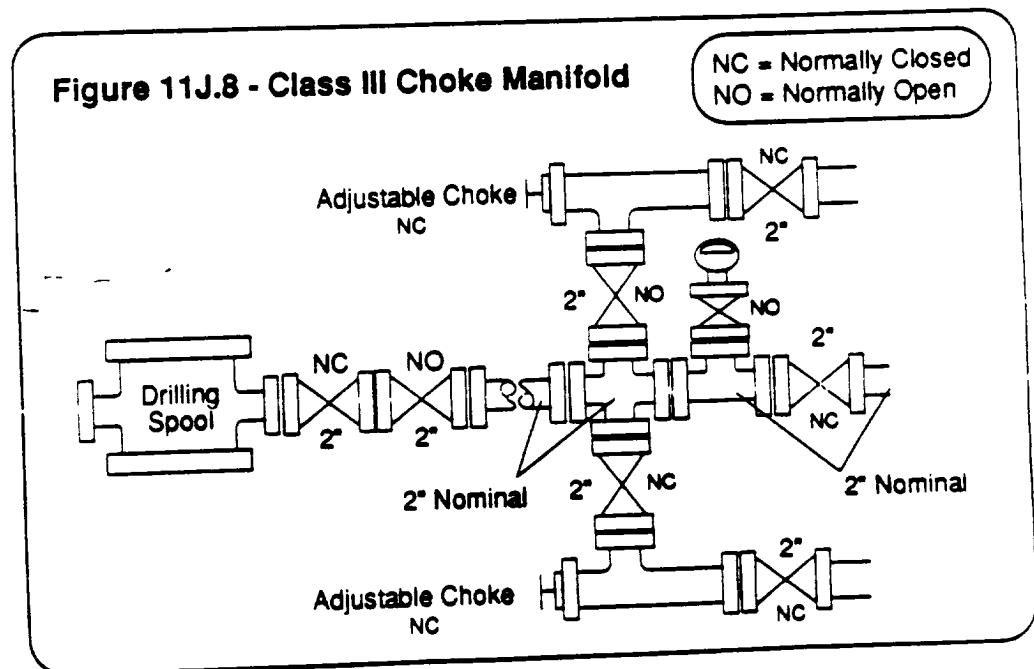 Figure 11J.8 - Class III Choke Manifold
NC = Normally Closed
NO = Normally Open
Adjustable Choke
NC
NC
2"
2"
NO
NO
Drilling
Spool
NC
2"
NO
2"
2"
NC
2" Nominal
2"
NC
2" Nominal
Adjustable Choke
NC
2"
NC